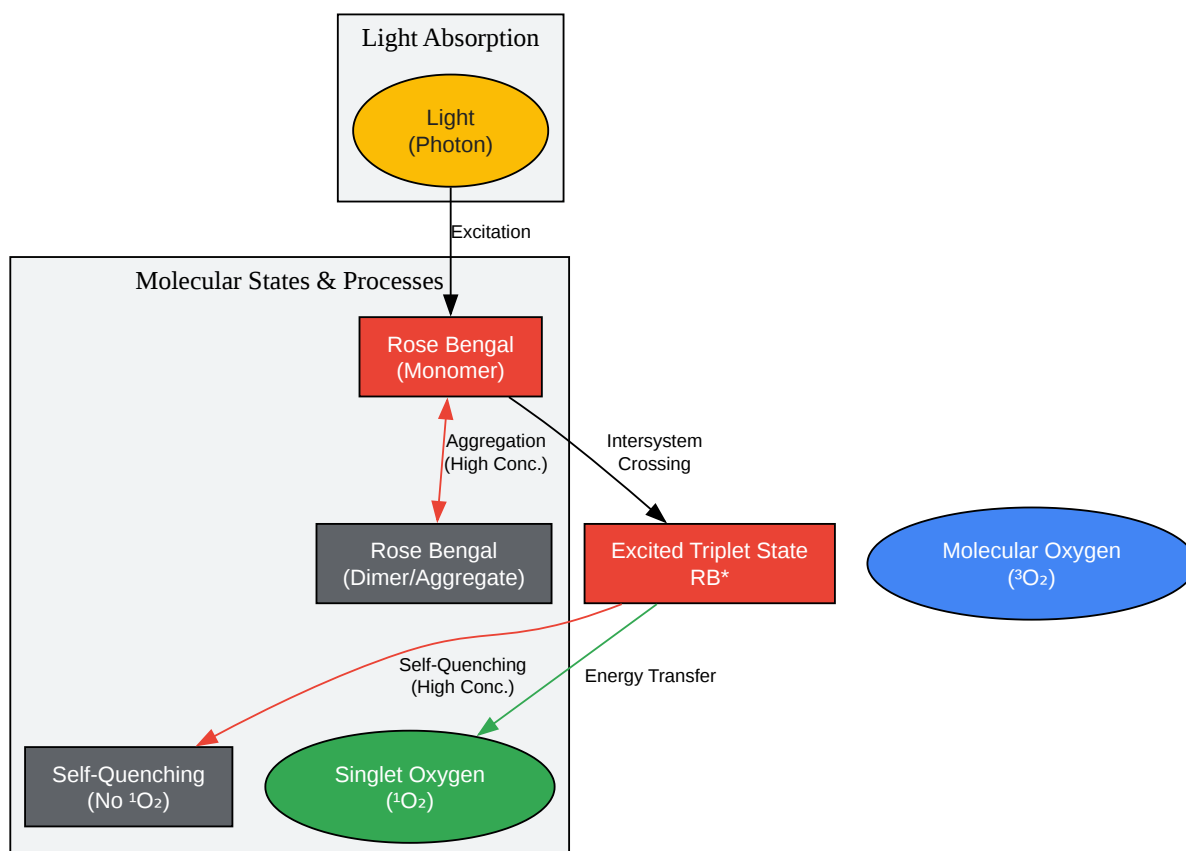 Light Absorption
Light
(Photon)
Excitation
Molecular States & Processes
Rose Bengal
(Monomer)
Aggregation
(High Conc.)
Intersystem
Crossing
Rose Bengal
(Dimer/Aggregate)
Excited Triplet State
RB*
Molecular Oxygen
(³O₂)
Self-Quenching
(High Conc.)
Energy Transfer
Self-Quenching
(No ¹O₂)
Singlet Oxygen
(¹O₂)